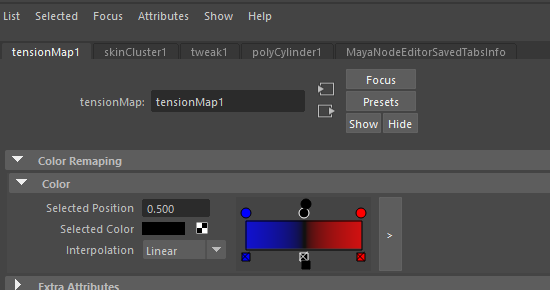 List Selected Focus Attributes Show Help
tensionMap1 skinCluster1 tweak1 polyCylinder1 MayaNodeEditorSavedTabsInfo
Focus
tensionMap: tensionMap1
Presets
Show Hide
Color Remaping
Color
Selected Position 0.500
Selected Color
>
Interpolation Linear
Extra Attributes